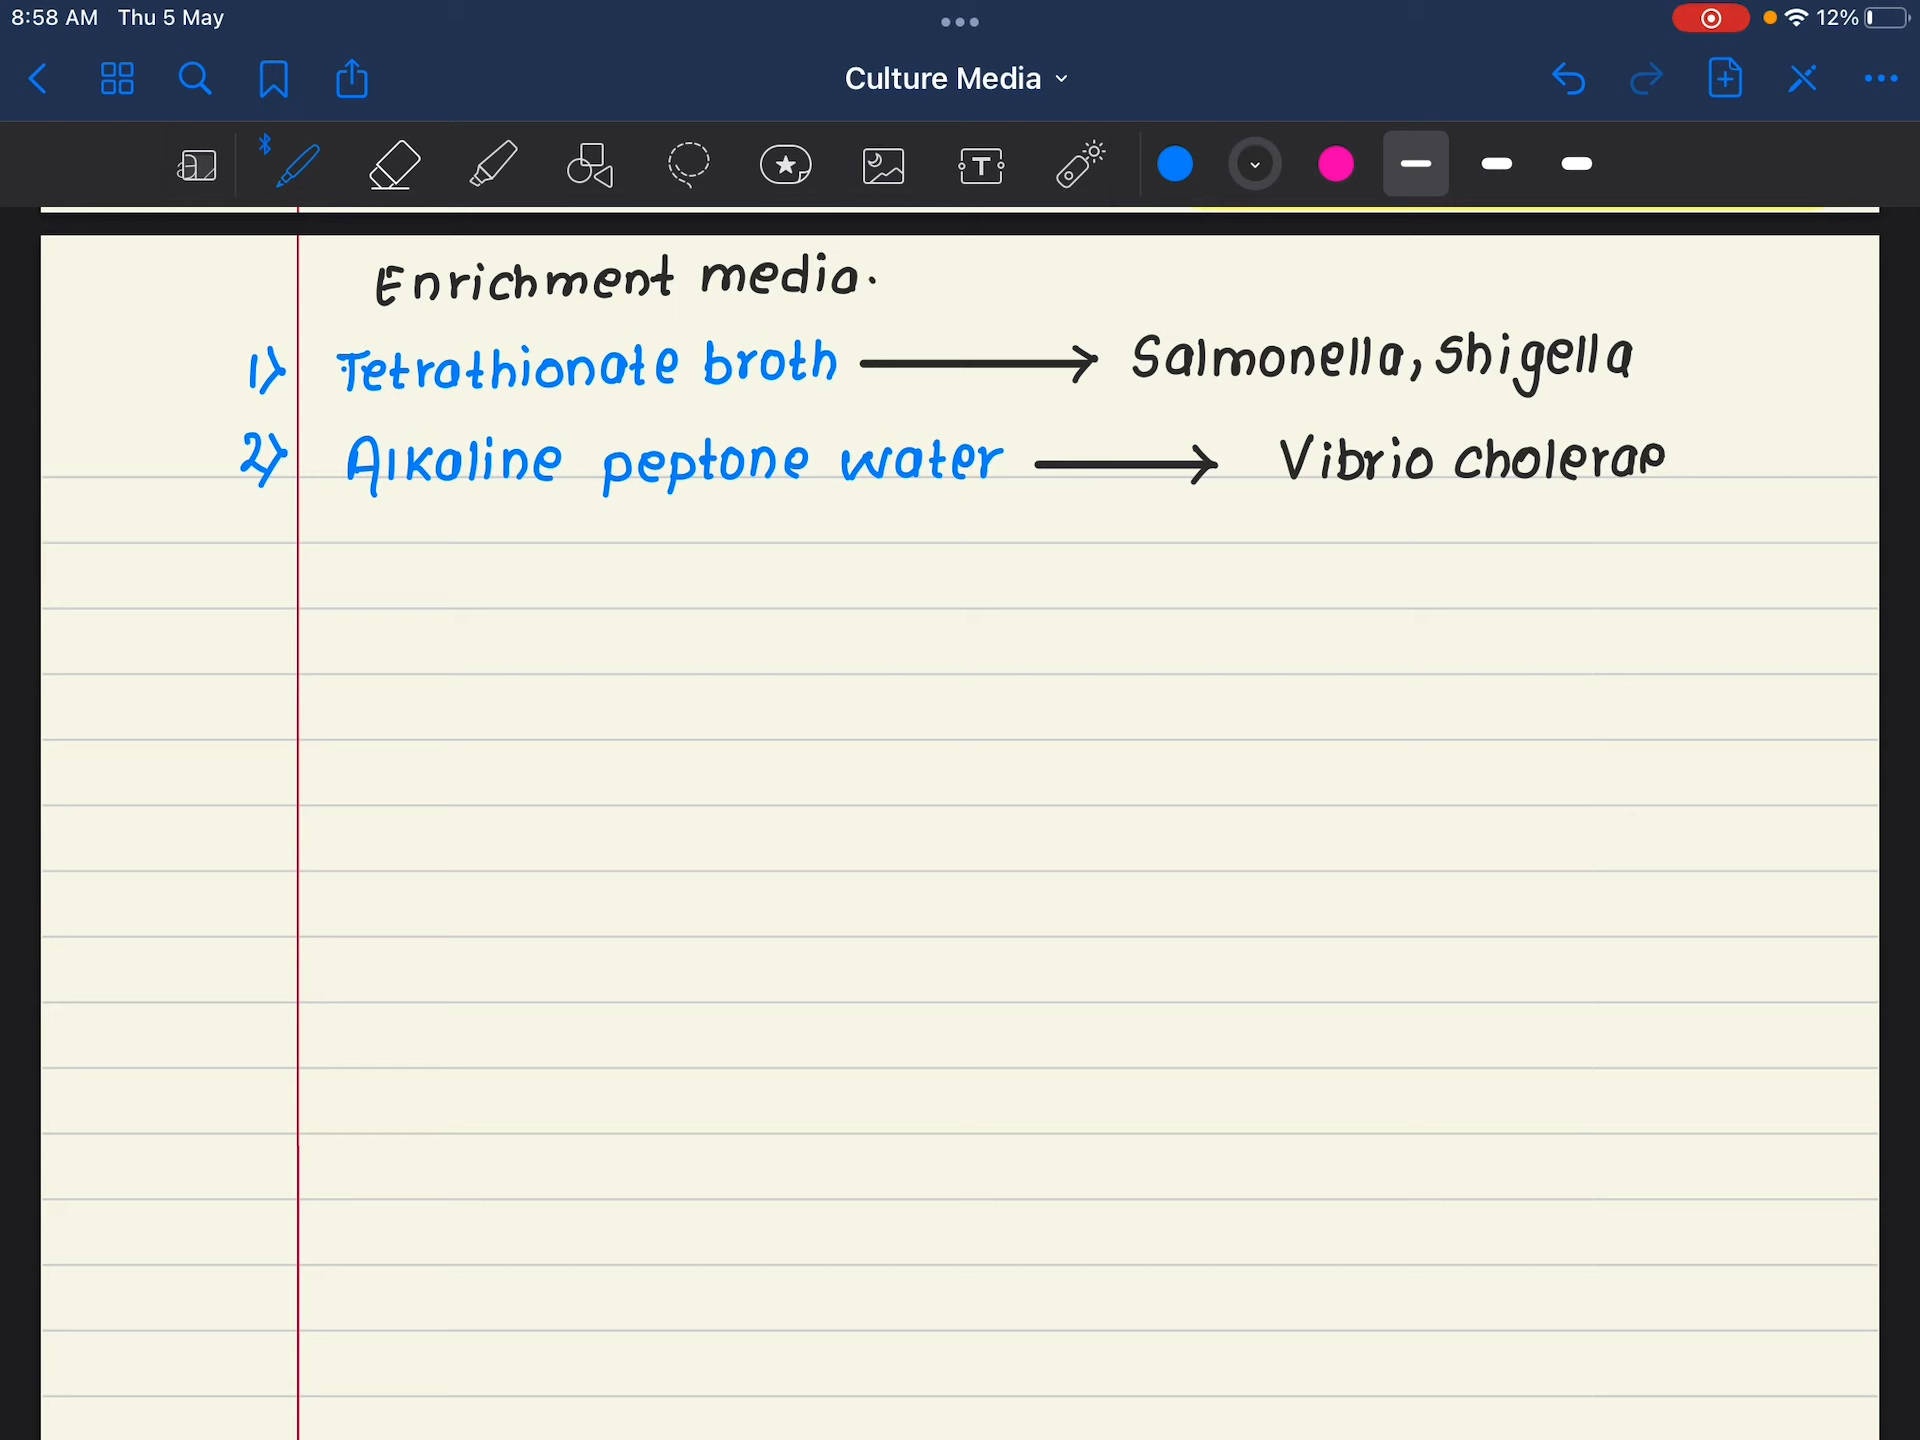 8:58 AM Thu 5 May 12%
Culture Media
Enrichment media.
1) Tetrathionate broth → Salmonella, Shigella
2) Alkaline peptone water → Vibrio cholerae